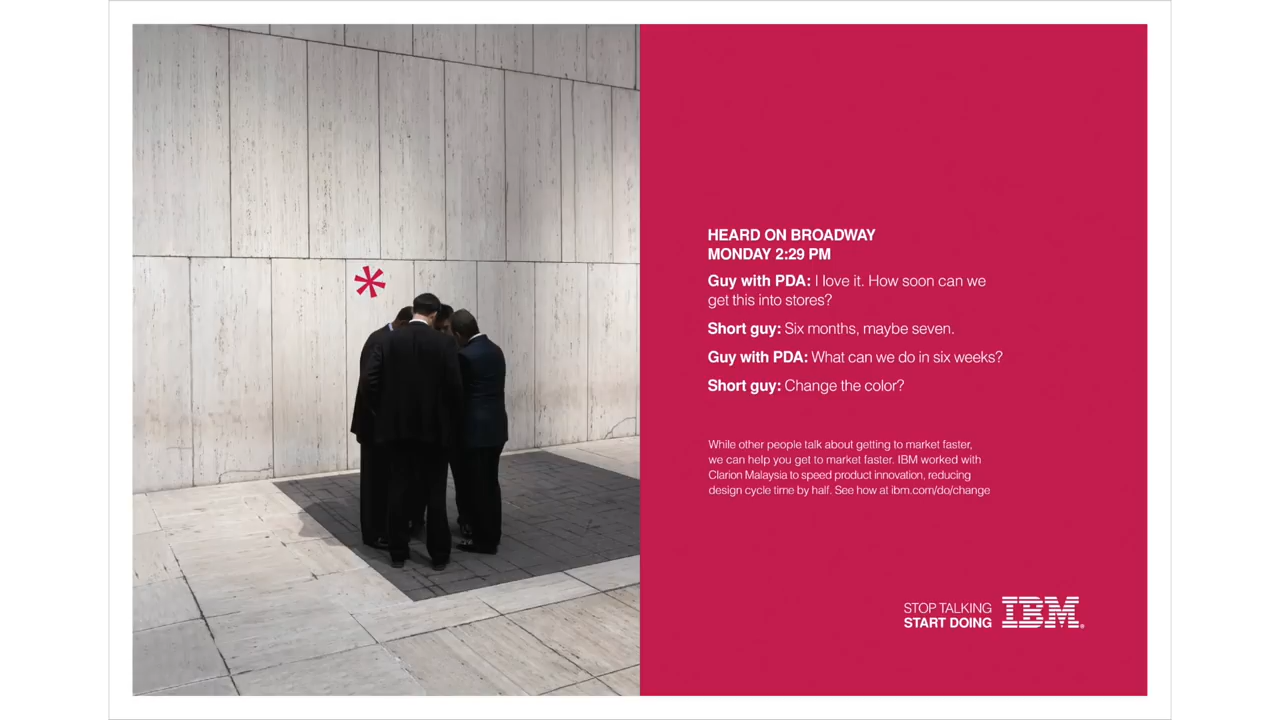 *
HEARD ON BROADWAY
MONDAY 2:29 PM
Guy with PDA: I love it. How soon can we
get this into stores?
Short guy: Six months, maybe seven.
Guy with PDA: What can we do in six weeks?
Short guy: Change the color?
While other people talk about getting to market faster,
we can help you get to market faster. IBM worked with
Clarion Malaysia to speed product innovation, reducing
design cycle time by half. See how at ibm.com/do/change
STOP TALKING
START DOING
IBM®